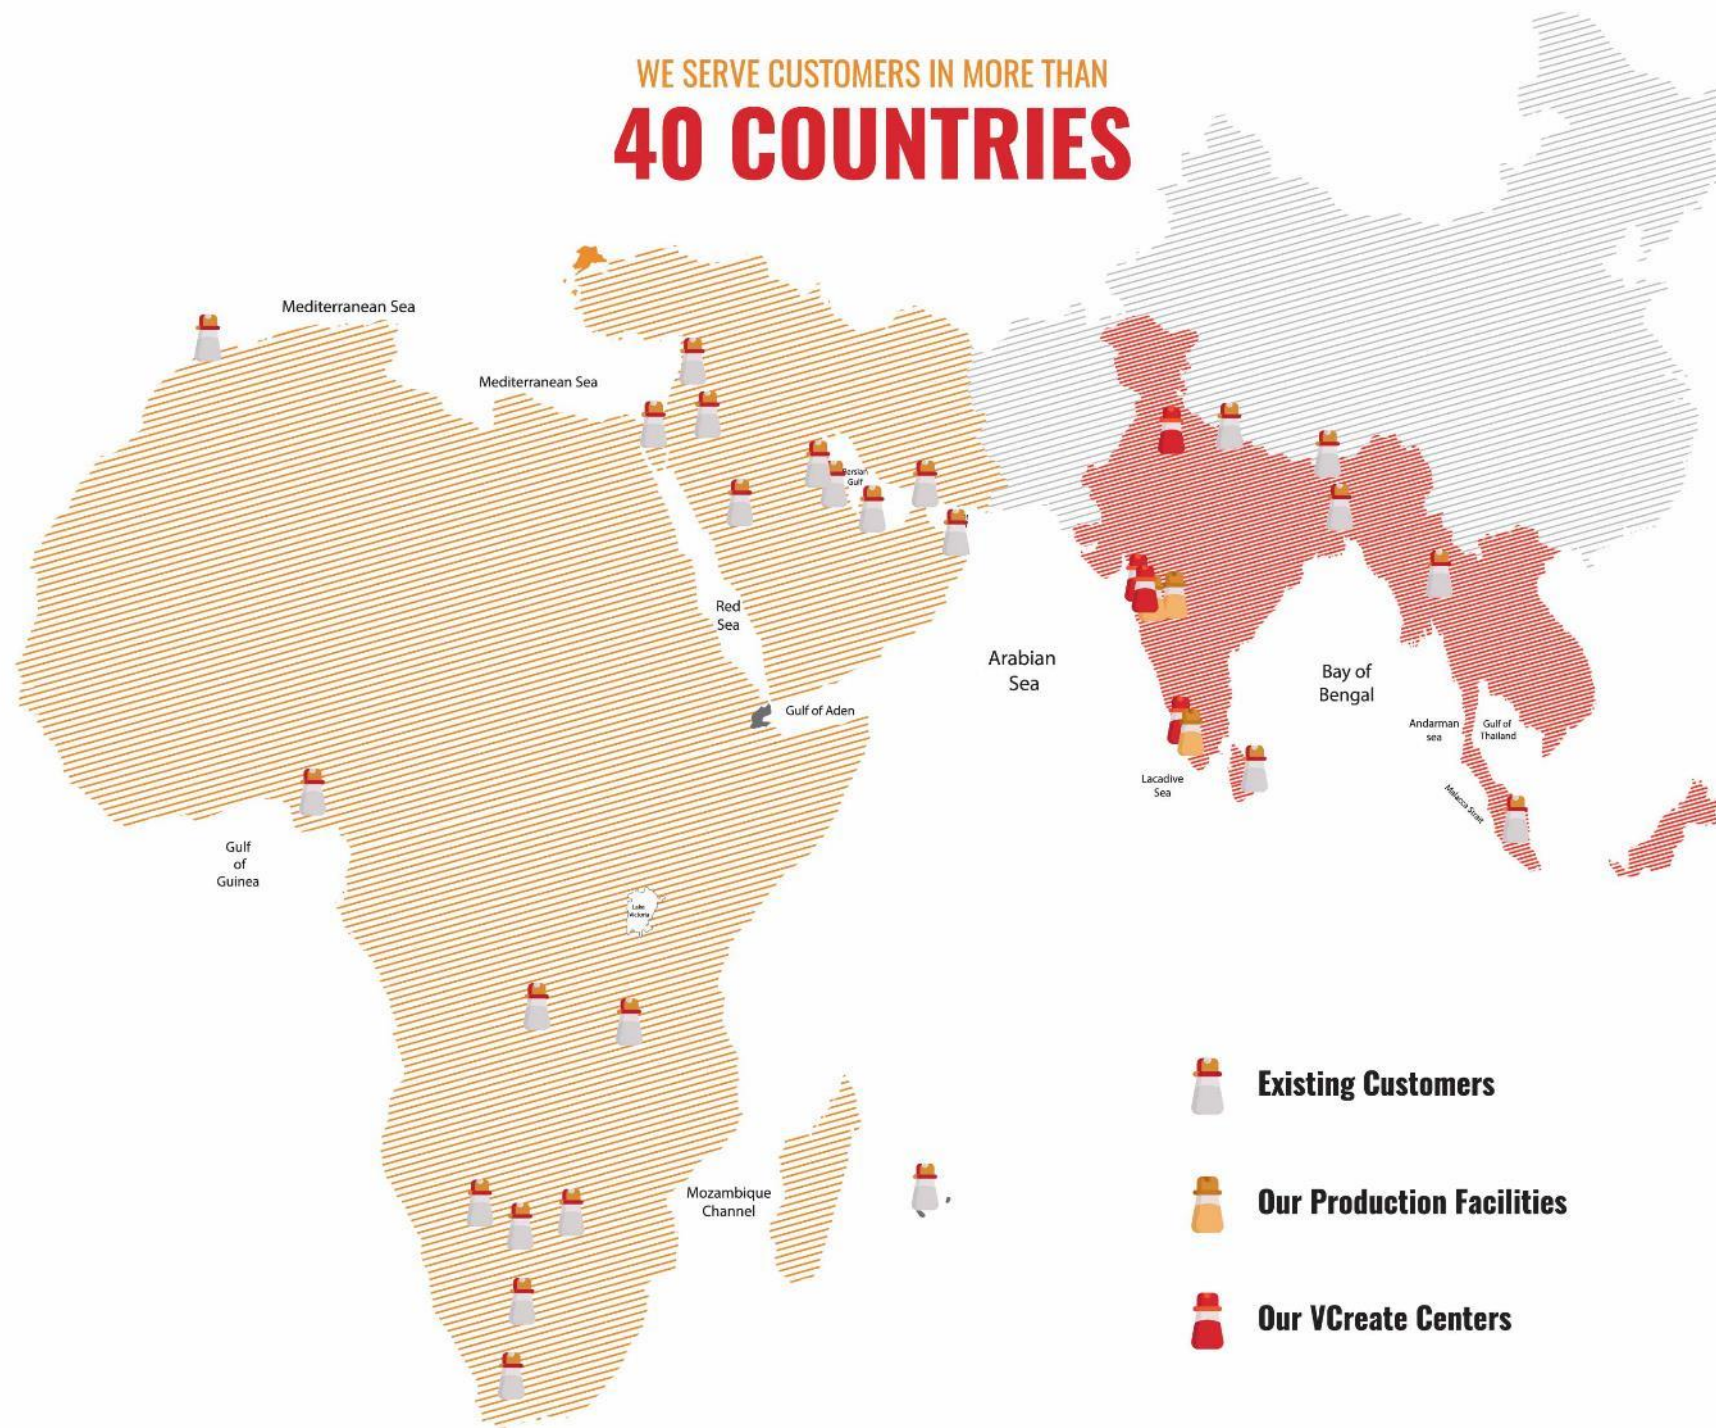 WE SERVE CUSTOMERS IN MORE THAN
40 COUNTRIES
Mediterranean Sea
Mediterranean Sea
Persian
Gulf
Red
Sea
Arabian
Sea
Bay of
Bengal
Gulf of Aden
Andarman
sea
Gulf of
Thailand
Lacadive
Sea
Malacca Strait
Gulf
of
Guinea
Lake
Victoria
Mozambique
Channel
Existing Customers
Our Production Facilities
Our VCreate Centers